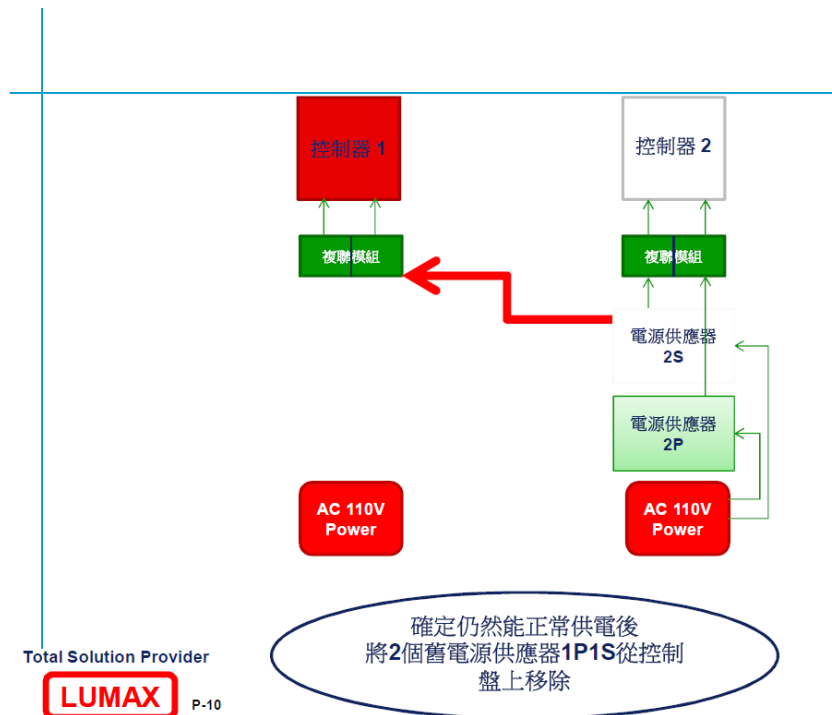 控制器 1
控制器 2
複聯模組
複聯模組
電源供應器
2S
電源供應器
2P
AC 110V
Power
AC 110V
Power
確定仍然能正常供電後
將2個舊電源供應器1P1S從控制
盤上移除
Total Solution Provider
LUMAX
P-10